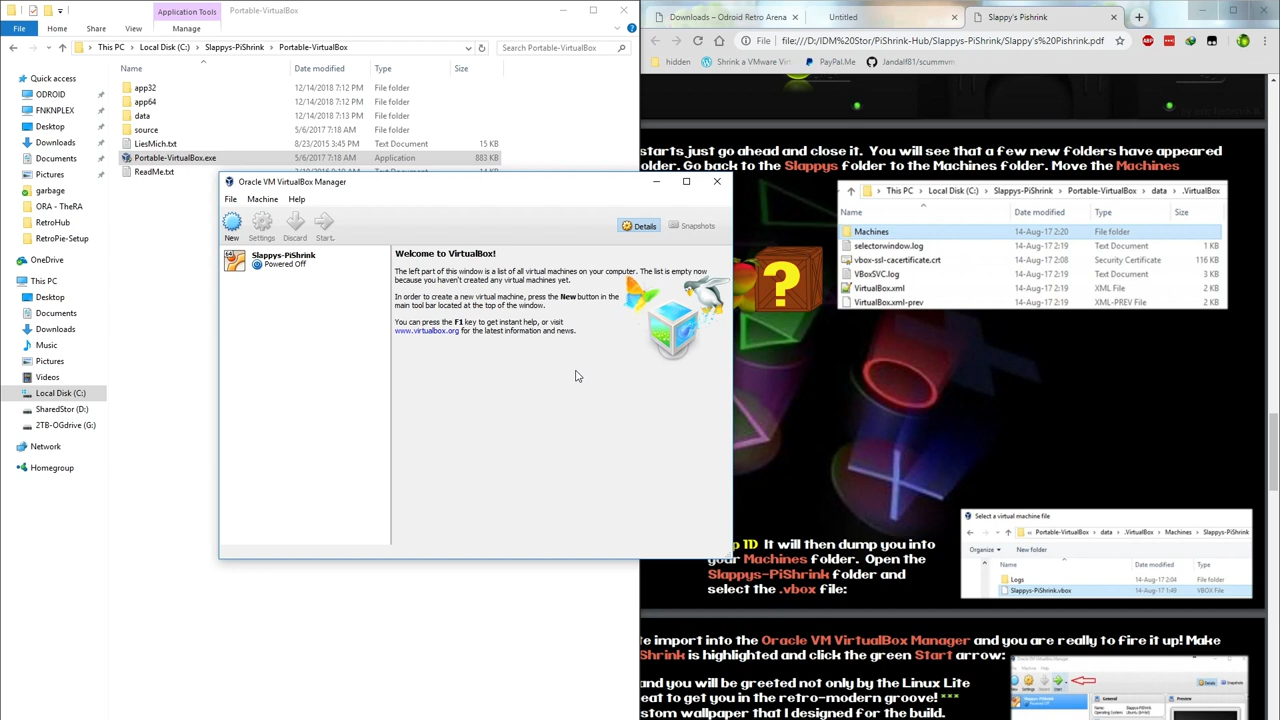 Application Tools
Portable-VirtualBox
File
Home
Share
View
Manage
This PC
Local Disk (C:)
Slappys-PiShrink
Portable-VirtualBox
Search Portable-VirtualBox
Name
Date modified
Type
Size
Quick access
ODROID
FNKNPLEX
Desktop
Downloads
Documents
Pictures
garbage
ORA - TheRA
RetroHub
RetroPie-Setup
OneDrive
This PC
Desktop
Documents
Downloads
Music
Pictures
Videos
Local Disk (C:)
SharedStor (D:)
2TB-OGdrive (G:)
Network
Homegroup
app32 12/14/2018 7:12 PM File folder
app64 12/14/2018 7:12 PM File folder
data 12/14/2018 7:13 PM File folder
source 5/6/2017 7:18 AM File folder
LiesMich.txt 8/23/2015 3:45 PM Text Document 15 KB
Portable-VirtualBox.exe 5/6/2017 7:18 AM Application 883 KB
ReadMe.txt
Oracle VM VirtualBox Manager
File Machine Help
New Settings Discard Start
Details Snapshots
Slappys-PiShrink
Powered Off
Welcome to VirtualBox!
The left part of this window is a list of all virtual machines on your computer. The list is empty now
because you haven't created any virtual machines yet.
In order to create a new virtual machine, press the New button in the
main tool bar located at the top of the window.
You can press the F1 key to get instant help, or visit
www.virtualbox.org for the latest information and news.
Downloads – Odroid Retro Arena
Untitled
Slappy's Pishrink
File
file:///D:/IDM%20Stor/PiShrink-Hub/Slappys-PiShrink/Slappy's%20Pishrink.pdf
ABP
hidden
Shrink a VMware Virt
PayPal.Me
Jandalf81/scummvm
starts just go ahead and close it. You will see that a few new folders have appeared
older. Go back to the Slappys folder to the Machines folder. Move the Machines
This PC
Local Disk (C:)
Slappys-PiShrink
Portable-VirtualBox
data
.VirtualBox
Name Date modified Type Size
Machines 14-Aug-17 2:20 File folder
selectorwindow.log 14-Aug-17 2:19 Text Document 1 KB
vbox-ssl-cacertificate.crt 14-Aug-17 2:08 Security Certificate 260 KB
VBoxSVC.log 14-Aug-17 2:19 Text Document 3 KB
VirtualBox.xml 14-Aug-17 2:19 XML File 2 KB
VirtualBox.xml-prev 14-Aug-17 2:19 XML-PREV File 2 KB
?
Select a virtual machine file
« Portable-VirtualBox
data
.VirtualBox
Machines
Slappys-PiShrink
Organize
New folder
Name Date modified Type
Logs 14-Aug-17 2:04 File folder
Slappys-PiShrink.vbox 14-Aug-17 1:49 VBOX File
It will then dump you into
your Machines folder. Open the
Slappys-PiShrink folder and
select the .vbox file:
e import into the Oracle VM VirtualBox Manager and you are really to fire it up! Make
Shrink is highlighted and click the green Start arrow:
and you will be greeted not only by the Linux Lite
eat to get you in the retro-modern groove! ***
stom wallpaper that I designed for the build.
Oracle VM VirtualBox Manager